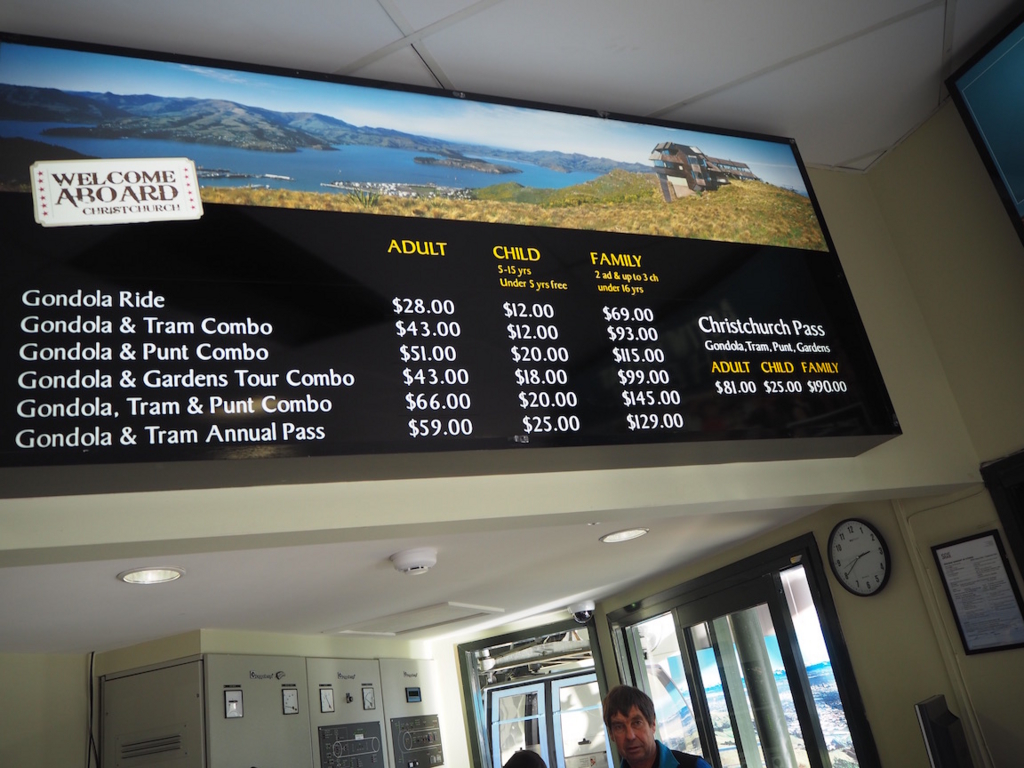 WELCOME
ABOARD
CHRISTCHURCH
ADULT CHILD FAMILY
5-15 yrs 2 ad & up to 3 ch
Under 5 yrs free under 16 yrs
Gondola Ride $28.00 $12.00 $69.00
Gondola & Tram Combo $43.00 $12.00 $93.00
Gondola & Punt Combo $51.00 $20.00 $115.00
Gondola & Gardens Tour Combo $43.00 $18.00 $99.00
Gondola, Tram & Punt Combo $66.00 $20.00 $145.00
Gondola & Tram Annual Pass $59.00 $25.00 $129.00
Christchurch Pass
Gondola, Tram, Punt, Gardens
ADULT CHILD FAMILY
$81.00 $25.00 $190.00